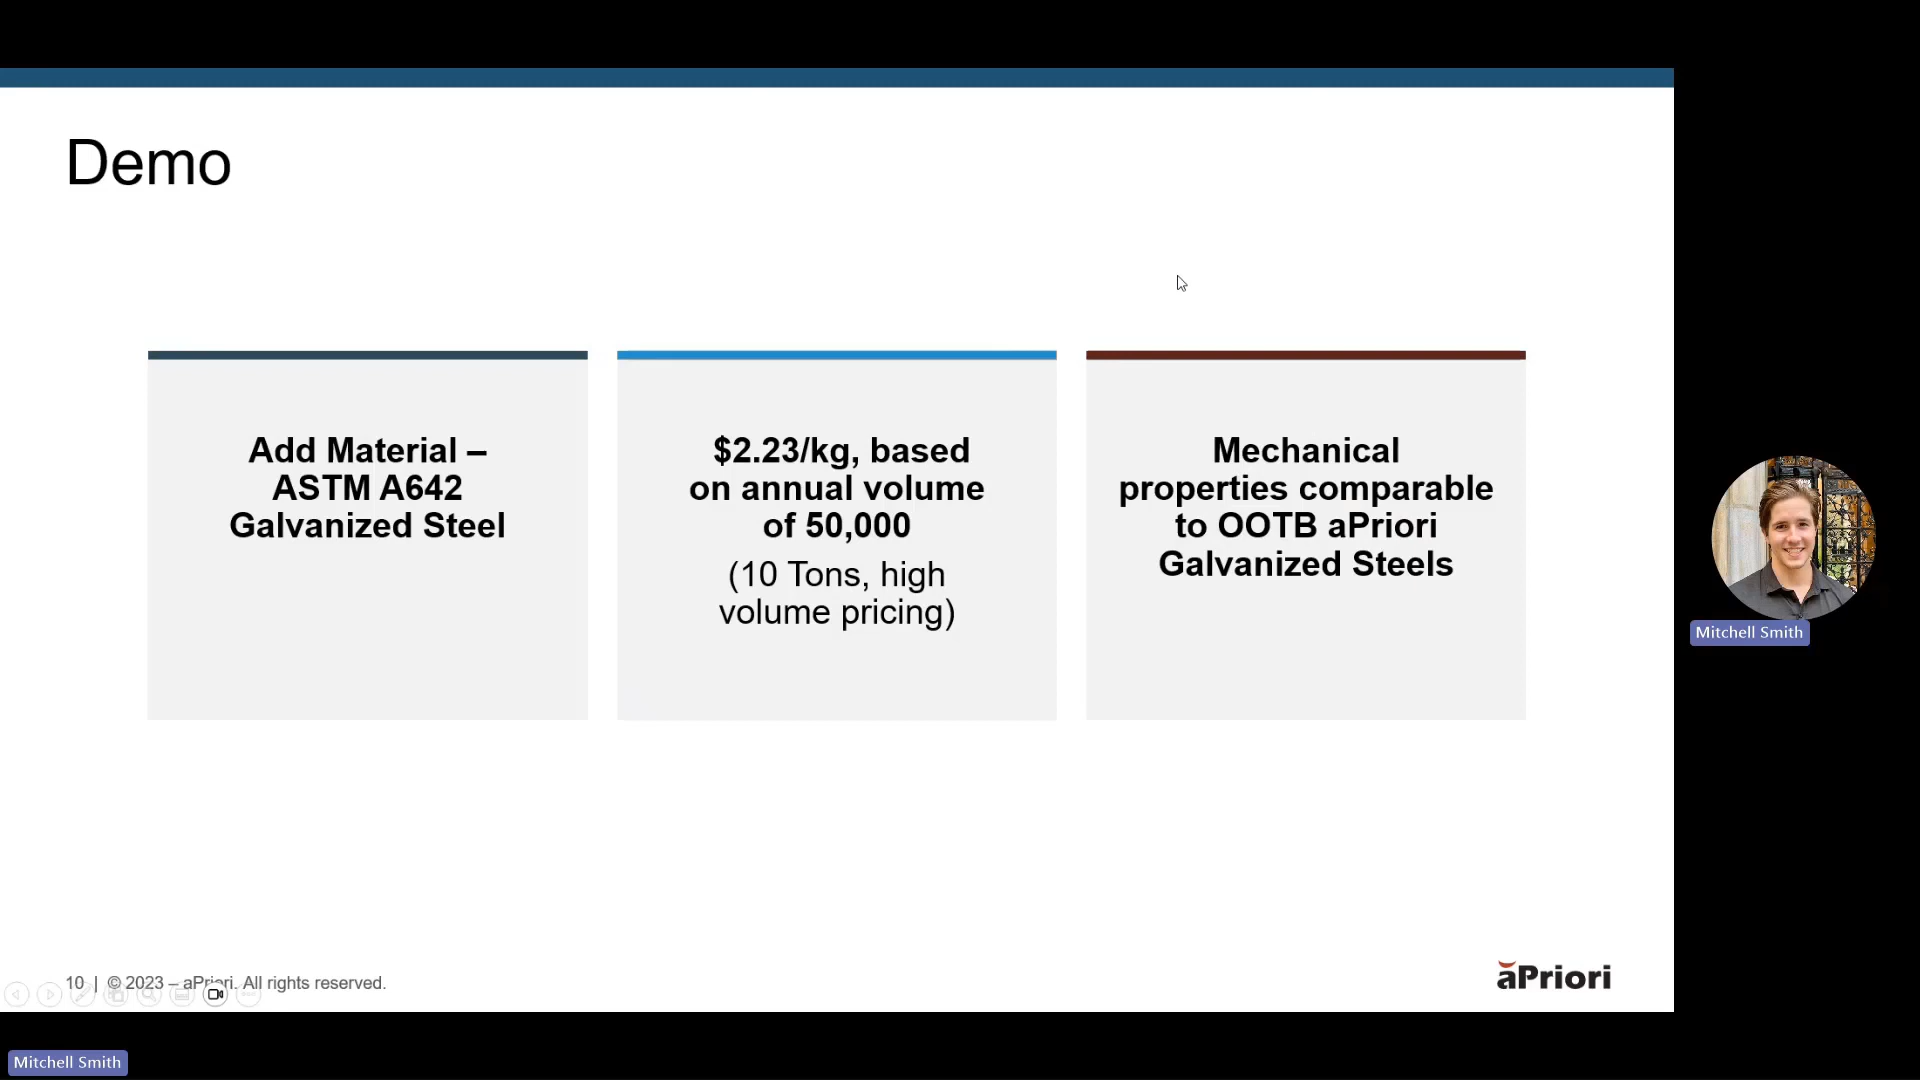 Demo
Add Material –
ASTM A642
Galvanized Steel
$2.23/kg, based
on annual volume
of 50,000
(10 Tons, high
volume pricing)
Mechanical
properties comparable
to OOTB aPriori
Galvanized Steels
Mitchell Smith
10 | © 2023 – aPriori. All rights reserved.
aPriori
Mitchell Smith